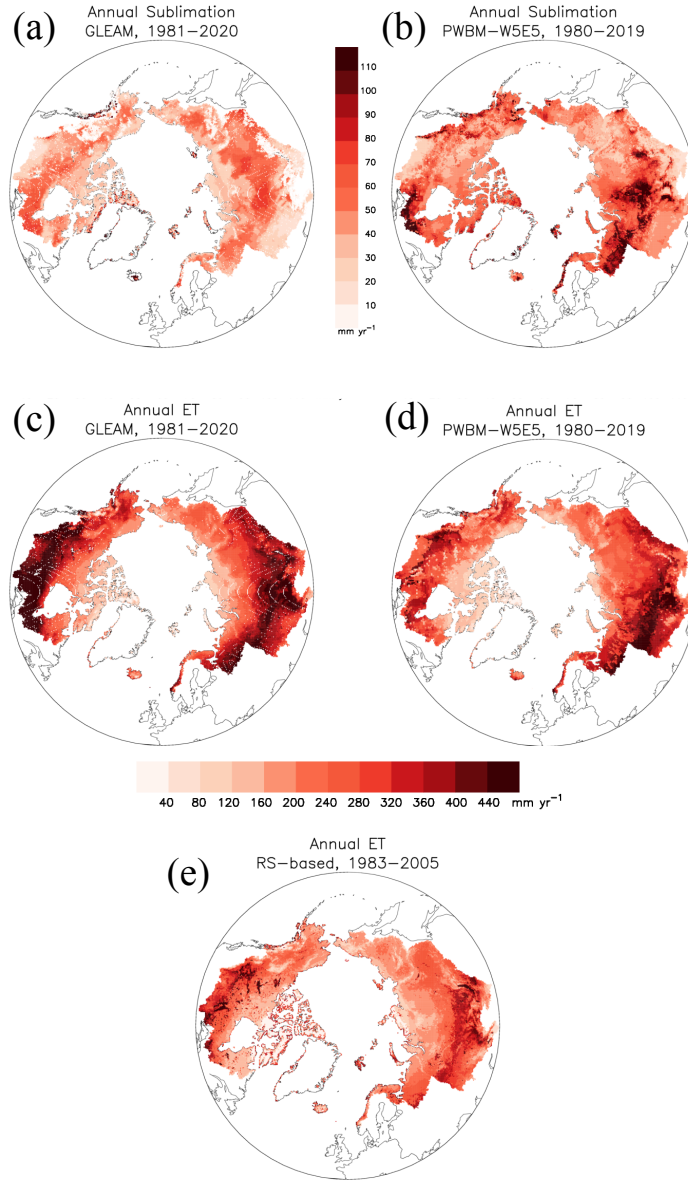 (a)
Annual Sublimation
GLEAM, 1981−2020
(b)
Annual Sublimation
PWBM−W5E5, 1980−2019
110
100
90
80
70
60
50
40
30
20
10
mm yr⁻¹
(c)
Annual ET
GLEAM, 1981−2020
(d)
Annual ET
PWBM−W5E5, 1980−2019
40 80 120 160 200 240 280 320 360 400 440 mm yr⁻¹
(e)
Annual ET
RS−based, 1983−2005